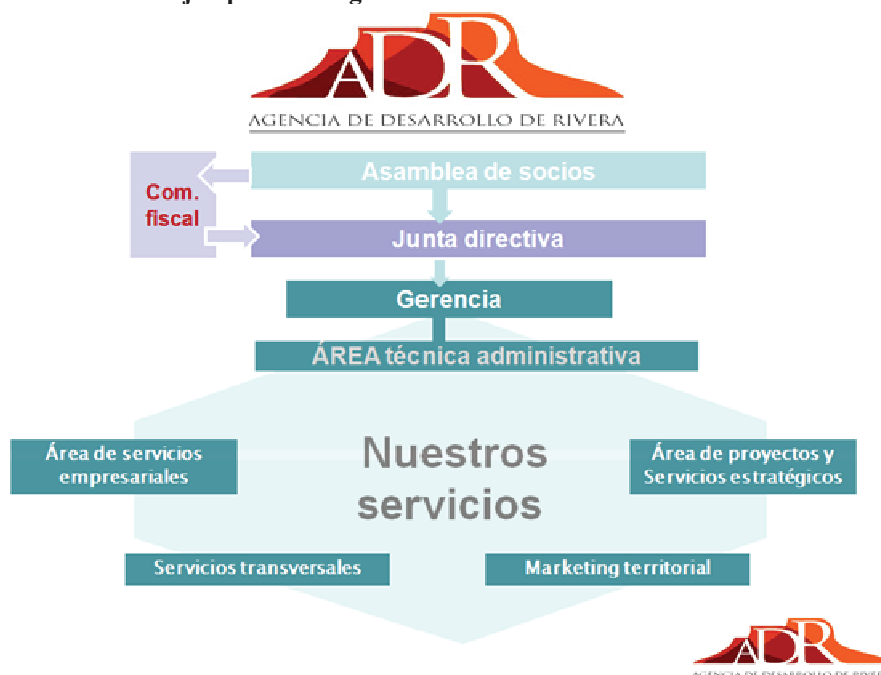 ADR
AGENCIA DE DESARROLLO DE RIVERA
Asamblea de socios
Com.
fiscal
Junta directiva
Gerencia
ÁREA técnica administrativa
Nuestros
servicios
Área de servicios
empresariales
Área de proyectos y
Servicios estratégicos
Servicios transversales
Marketing territorial
ADR